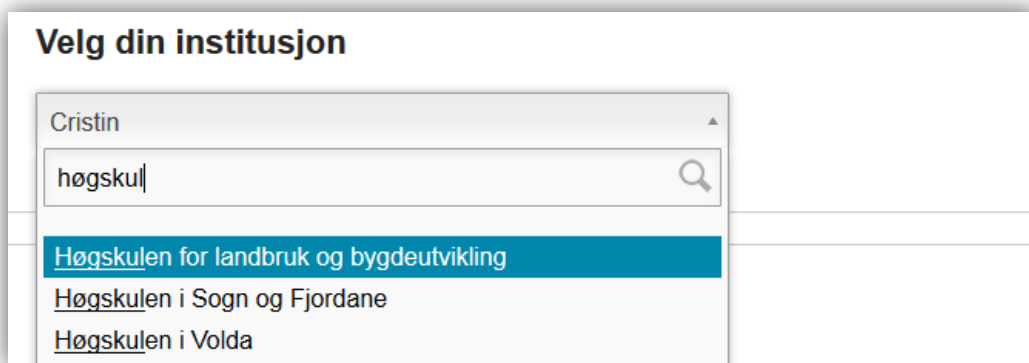 Velg din institusjon
Cristin
høgskul
Høgskulen for landbruk og bygdeutvikling
Høgskulen i Sogn og Fjordane
Høgskulen i Volda